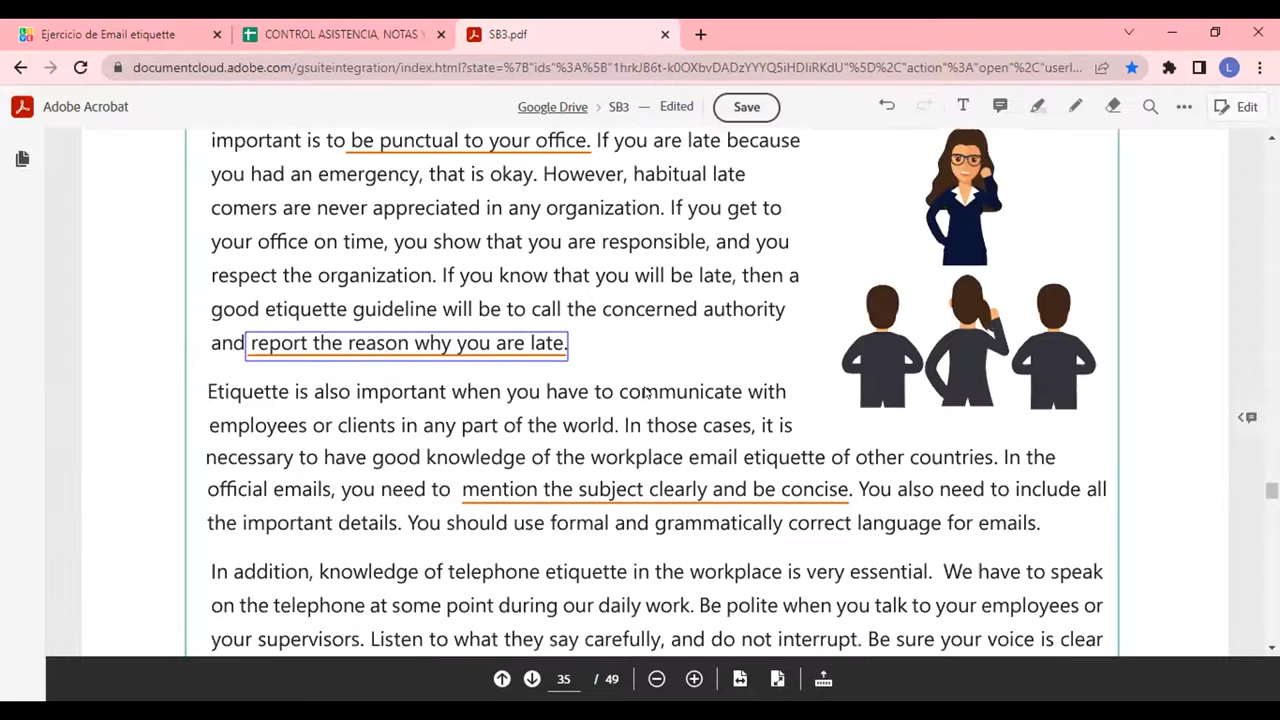 Ejercicio de Email etiquette
CONTROL ASISTENCIA, NOTAS Y
SB3.pdf
documentcloud.adobe.com/gsuiteintegration/index.html?state=%7B"ids"%3A%5B"1hrkJB6t-k0OXbvDADzYYYQ5iHDIiRKdU"%5D%2C"action"%3A"open"%2C"userI...
L
Adobe Acrobat
Google Drive > SB3 — Edited
Save
Edit
important is to be punctual to your office. If you are late because
you had an emergency, that is okay. However, habitual late
comers are never appreciated in any organization. If you get to
your office on time, you show that you are responsible, and you
respect the organization. If you know that you will be late, then a
good etiquette guideline will be to call the concerned authority
and report the reason why you are late.
Etiquette is also important when you have to communicate with
employees or clients in any part of the world. In those cases, it is
necessary to have good knowledge of the workplace email etiquette of other countries. In the
official emails, you need to mention the subject clearly and be concise. You also need to include all
the important details. You should use formal and grammatically correct language for emails.
In addition, knowledge of telephone etiquette in the workplace is very essential. We have to speak
on the telephone at some point during our daily work. Be polite when you talk to your employees or
your supervisors. Listen to what they say carefully, and do not interrupt. Be sure your voice is clear
35 / 49